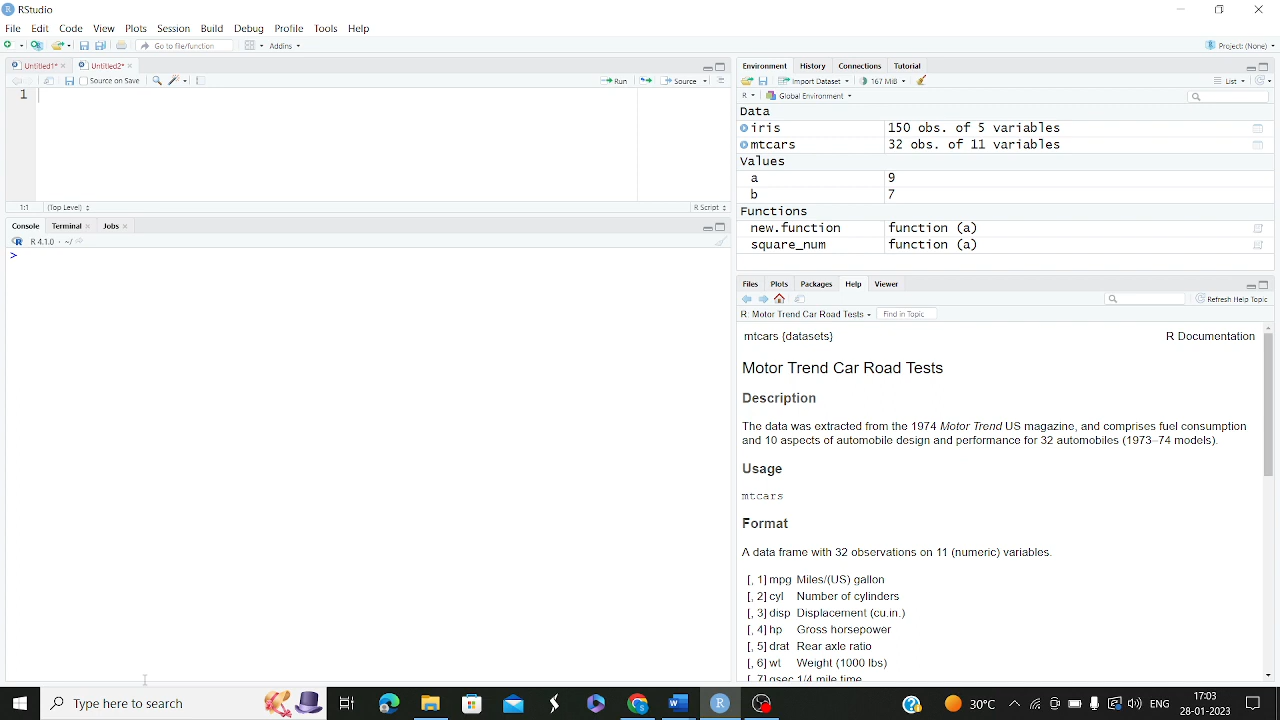 RStudio
File Edit Code View Plots Session Build Debug Profile Tools Help
Go to file/function Addins Project: (None)
Untitled1* Untitled2*
Source on Save Run Source
1
1:1 (Top Level) R Script
Console Terminal Jobs
R 4.1.0 · ~/
>
Environment History Connections Tutorial
Import Dataset 167 MiB List
R Global Environment
Data
iris 150 obs. of 5 variables
mtcars 32 obs. of 11 variables
Values
a 9
b 7
Functions
new.function function (a)
square_num function (a)
Files Plots Packages Help Viewer
Refresh Help Topic
R: Motor Trend Car Road Tests Find in Topic
mtcars {datasets} R Documentation
Motor Trend Car Road Tests
Description
The data was extracted from the 1974 Motor Trend US magazine, and comprises fuel consumption
and 10 aspects of automobile design and performance for 32 automobiles (1973–74 models).
Usage
mtcars
Format
A data frame with 32 observations on 11 (numeric) variables.
[, 1] mpg Miles/(US) gallon
[, 2] cyl Number of cylinders
[, 3] disp Displacement (cu.in.)
[, 4] hp Gross horsepower
[, 5] drat Rear axle ratio
[, 6] wt Weight (1000 lbs)
[, 7] qsec 1/4 mile time
Type here to search
30°C ENG 17:03
28-01-2023